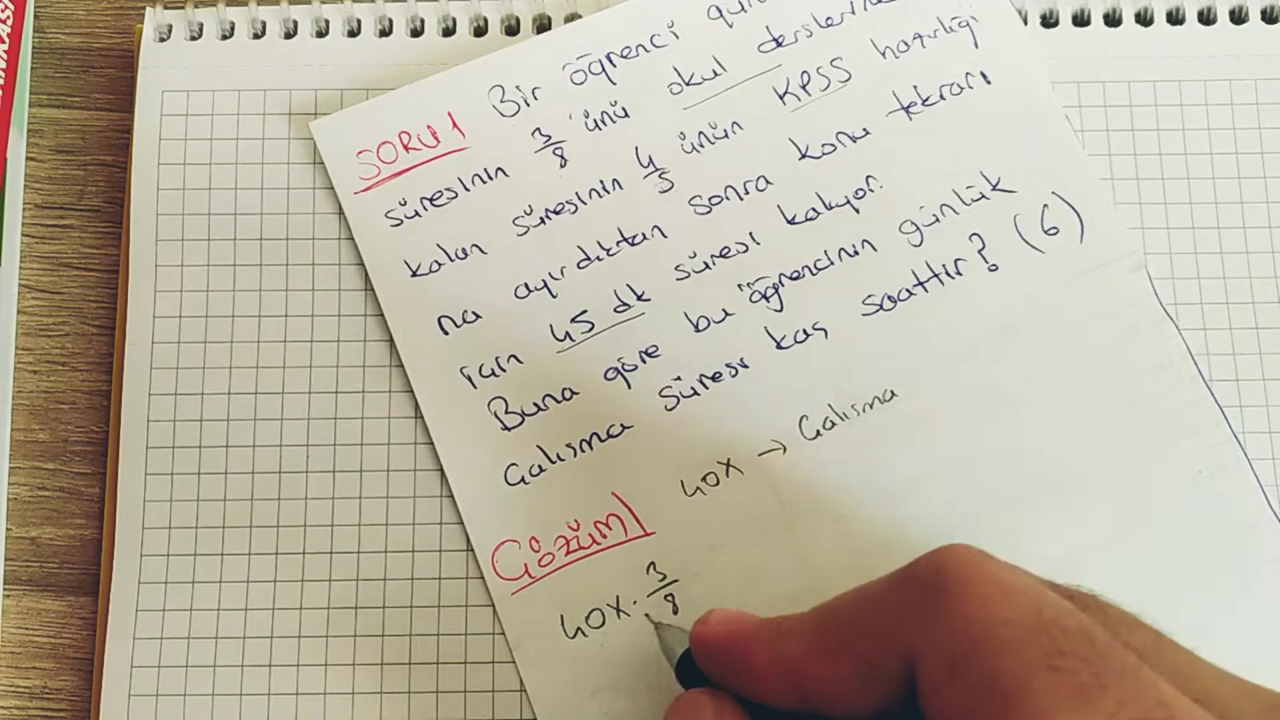 SORU 1 Bir öğrenci
süresinin 3/8 'ünü okul derslerine
kalan süresinin 4/5 ünün KPSS hazırlığı
na ayırdıktan sonra konu tekrarı
için 45 dk süresi kalıyor.
Buna göre bu öğrencinin günlük
Çalışma süresi kaç saattir? (6)
Çözüm 40x → Çalışma
40x · 3/8